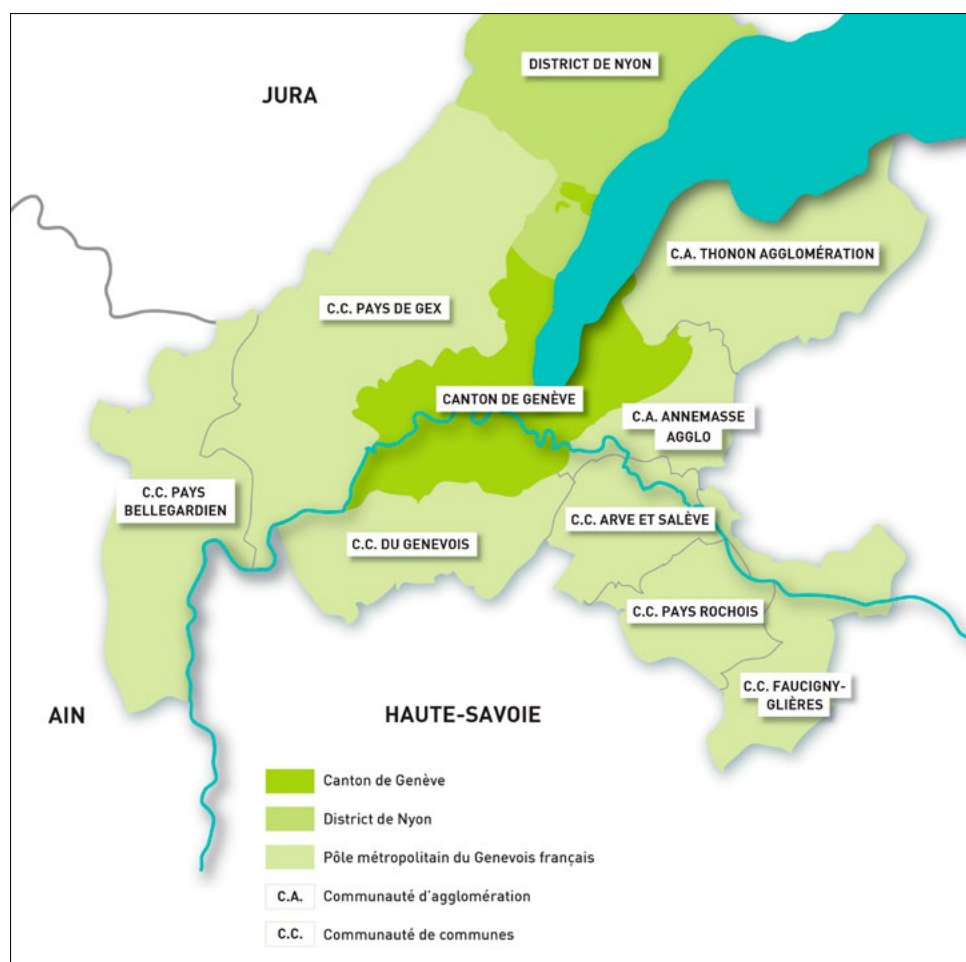 DISTRICT DE NYON
JURA
C.A. THONON AGGLOMÉRATION
C.C. PAYS DE GEX
CANTON DE GENÈVE
C.A. ANNEMASSE
AGGLO
C.C. PAYS
BELLEGARDIEN
C.C. ARVE ET SALÈVE
C.C. DU GENEVOIS
C.C. PAYS ROCHOIS
C.C. FAUCIGNY-
GLIÈRES
AIN
HAUTE-SAVOIE
Canton de Genève
District de Nyon
Pôle métropolitain du Genevois français
C.A. Communauté d'agglomération
C.C. Communauté de communes